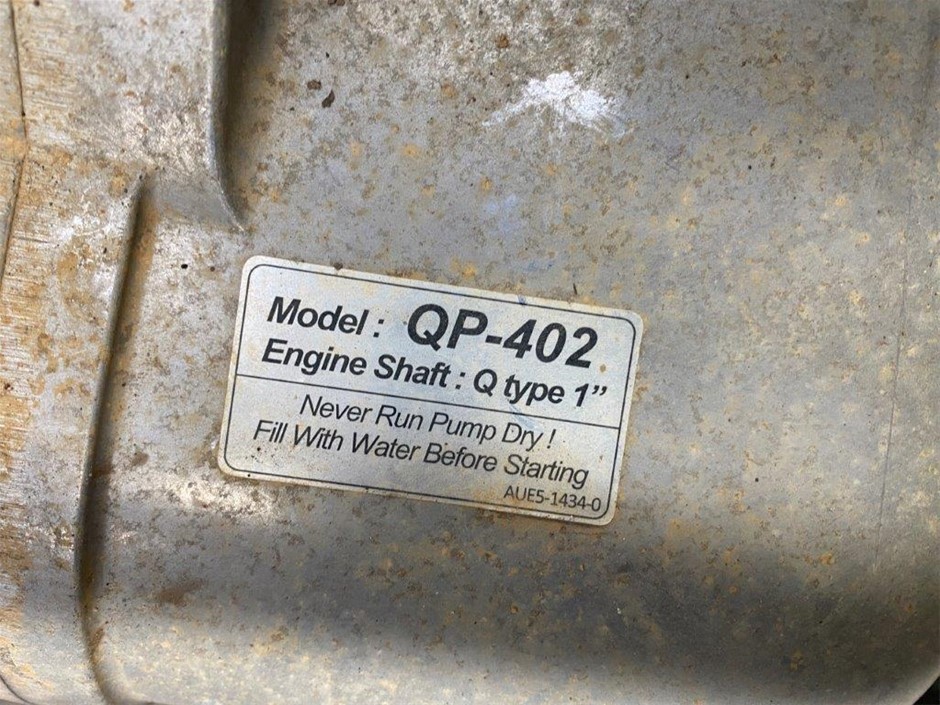 Model : QP-402
Engine Shaft : Q type 1”
Never Run Pump Dry !
Fill With Water Before Starting
AUE5-1434-0